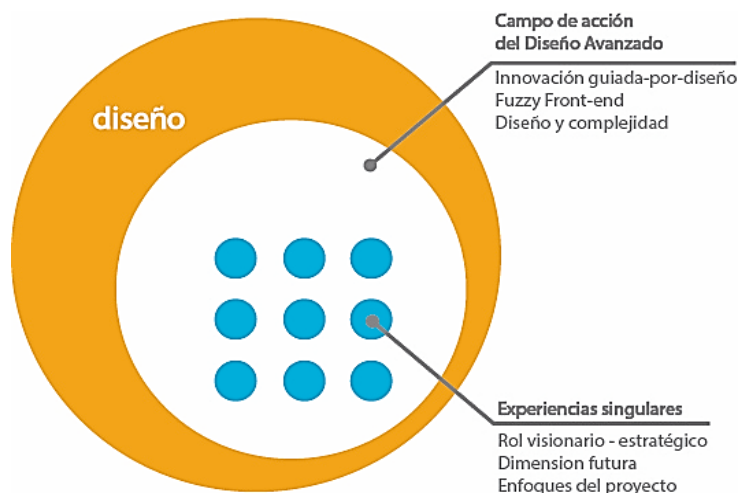 Campo de acción
del Diseño Avanzado
Innovación guiada-por-diseño
Fuzzy Front-end
Diseño y complejidad
diseño
Experiencias singulares
Rol visionario - estratégico
Dimension futura
Enfoques del proyecto